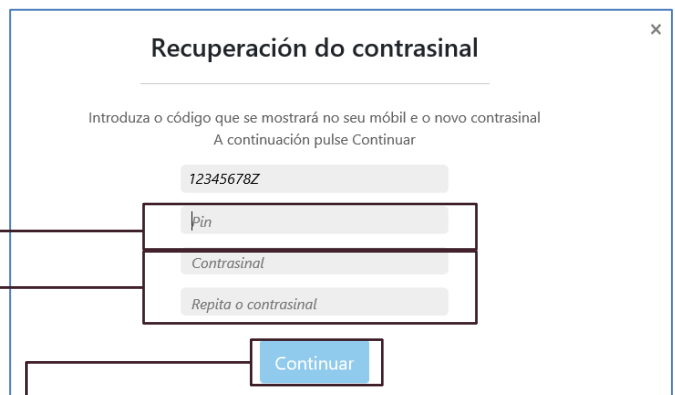 ×
Recuperación do contrasinal
Introduza o código que se mostrará no seu móbil e o novo contrasinal
A continuación pulse Continuar
12345678Z
Pin
Contrasinal
Repita o contrasinal
Continuar